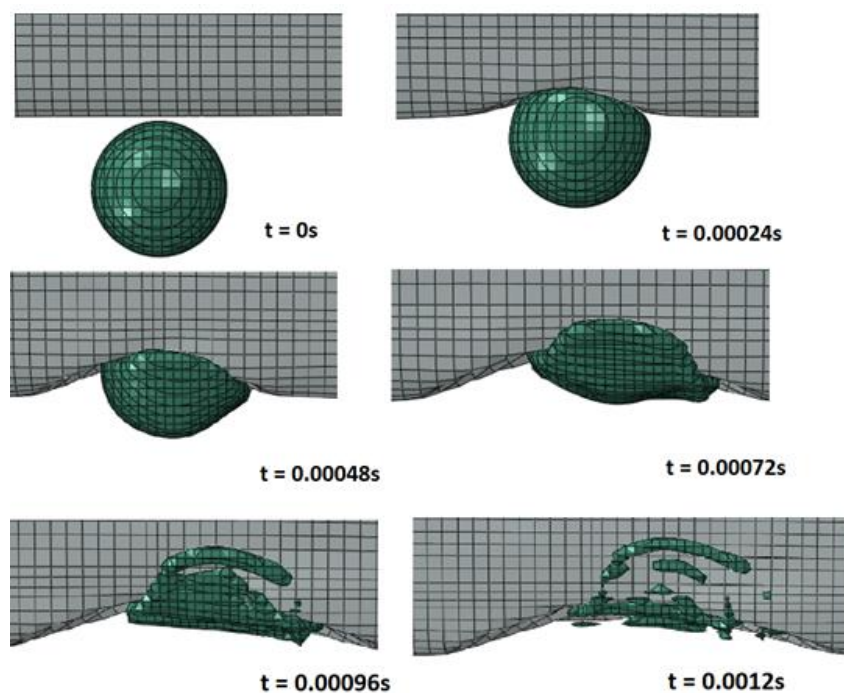 t = 0s
t = 0.00024s
t = 0.00048s
t = 0.00072s
t = 0.00096s
t = 0.0012s